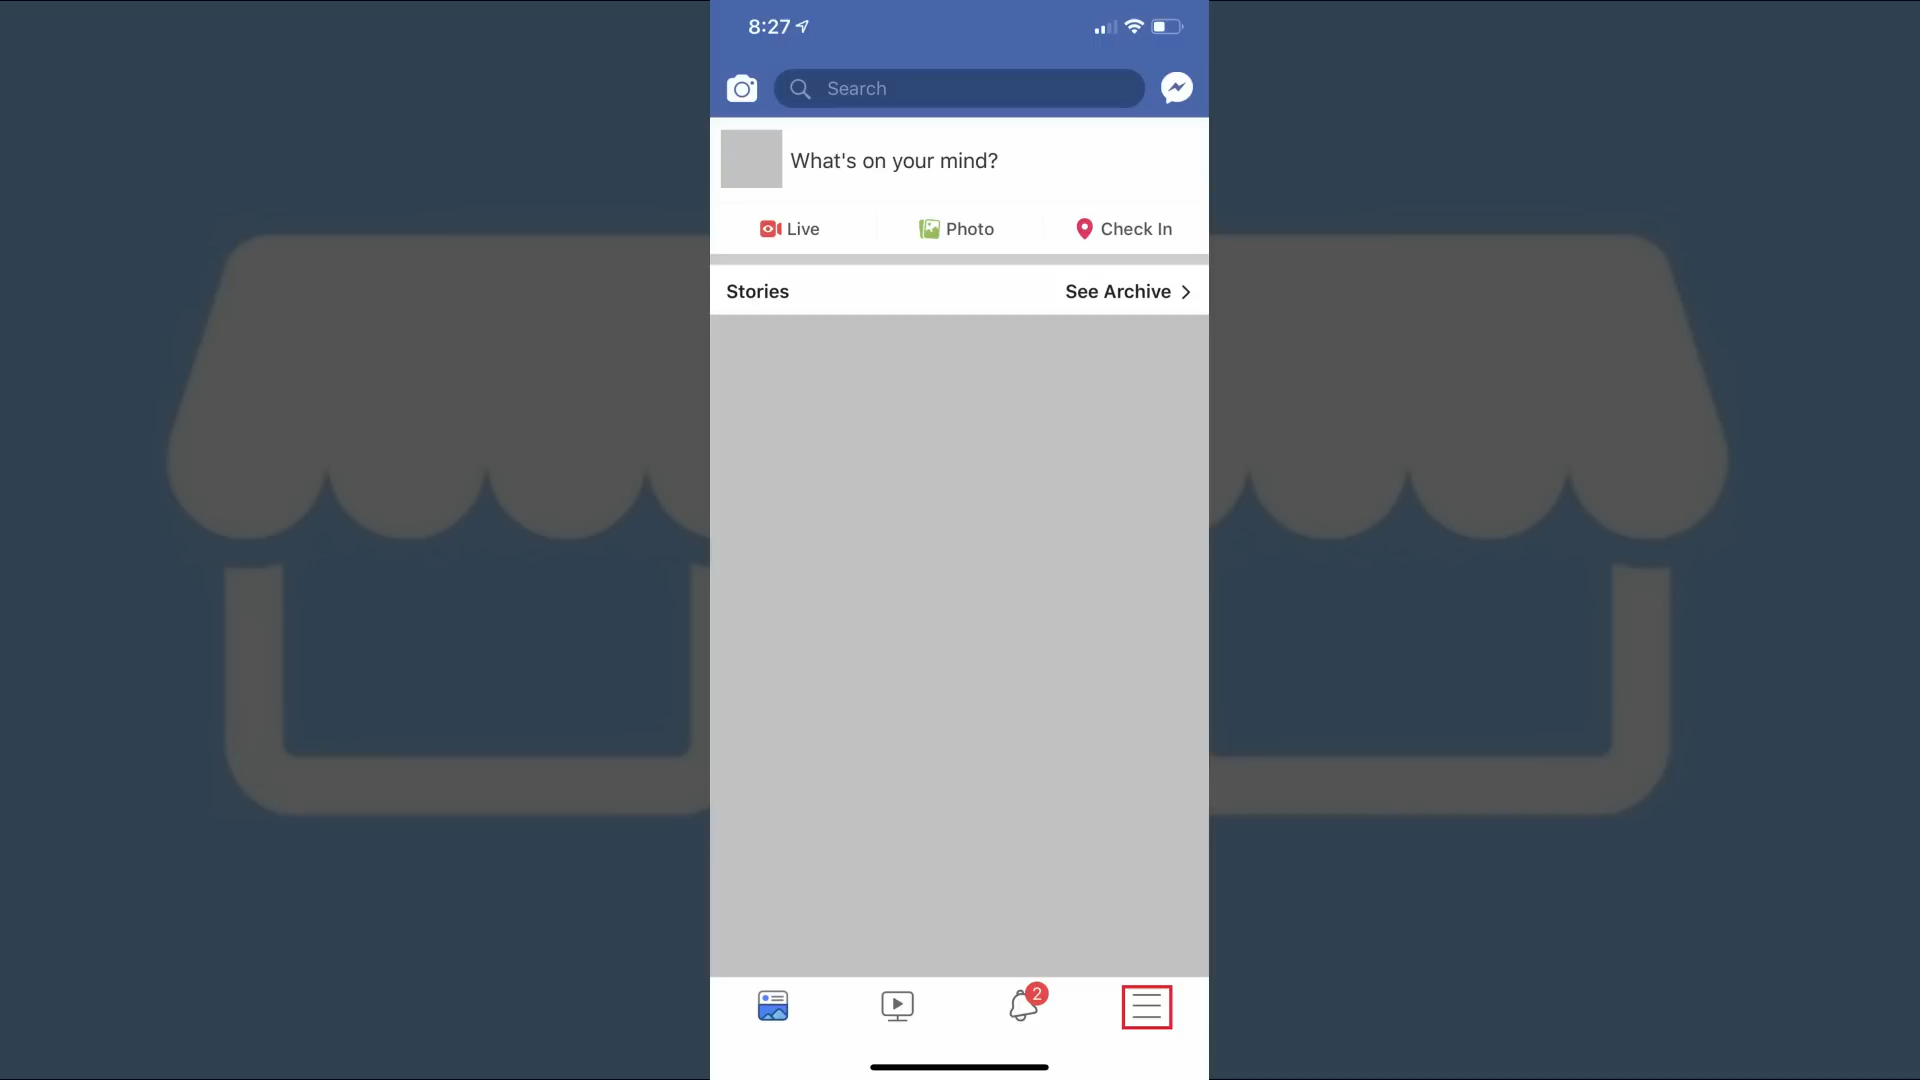 8:27
Search
What's on your mind?
Live Photo Check In
Stories See Archive
2